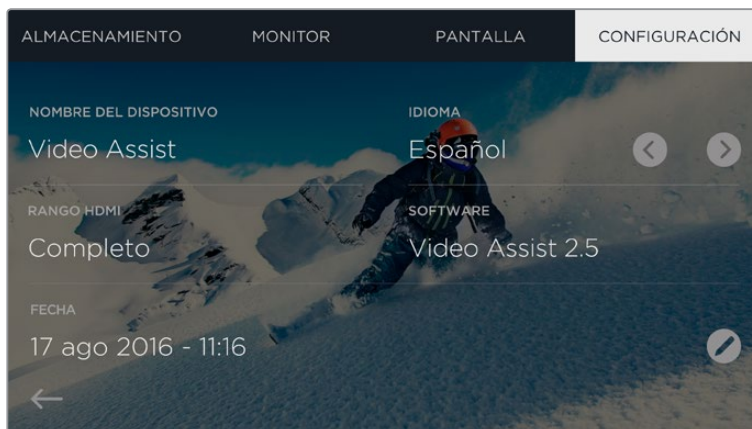 ALMACENAMIENTO MONITOR PANTALLA CONFIGURACIÓN
NOMBRE DEL DISPOSITIVO IDIOMA
Video Assist Español
RANGO HDMI SOFTWARE
Completo Video Assist 2.5
FECHA
17 ago 2016 - 11:16